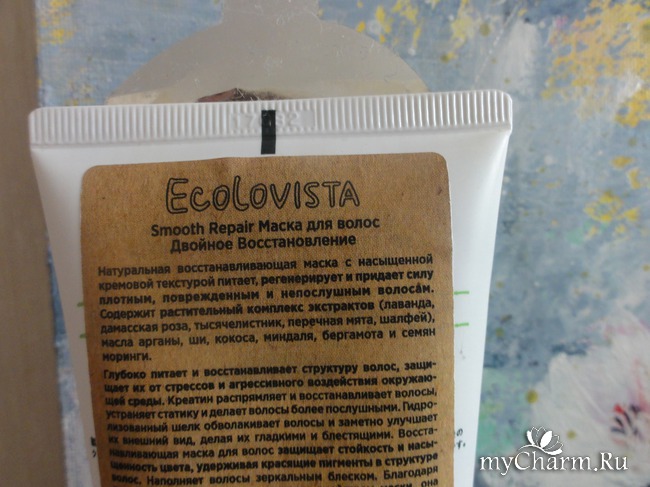 ECOLOVISTA
Smooth Repair Маска для волос
Двойное Восстановление
Натуральная восстанавливающая маска с насыщенной
кремовой текстурой питает, регенерирует и придает силу
плотным, поврежденным и непослушным волосам.
Содержит растительный комплекс экстрактов (лаванда,
дамасская роза, тысячелистник, перечная мята, шалфей),
масла арганы, ши, кокоса, миндаля, бергамота и семян
моринги.
Глубоко питает и восстанавливает структуру волос, защи-
щает их от стрессов и агрессивного воздействия окружаю-
щей среды. Креатин распрямляет и восстанавливает волосы,
устраняет статику и делает волосы более послушными. Гидро-
лизованный шелк обволакивает волосы и заметно улучшает
их внешний вид, делая их гладкими и блестящими. Восста-
навливающая маска для волос защищает стойкость и насы-
щенность цвета, удерживая красящие пигменты в структуре
волос. Наполняет волосы зеркальным блеском. Благодаря
маски, она
myCharm.Ru